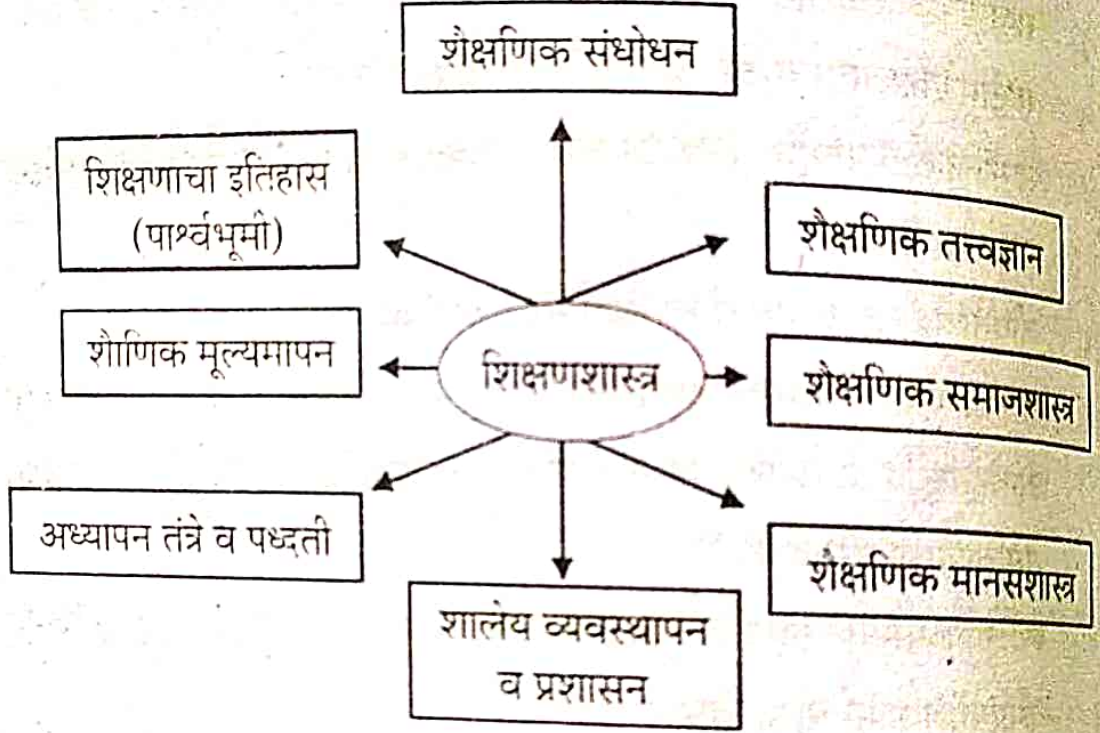 शैक्षणिक संधोधन
शिक्षणाचा इतिहास
(पार्श्वभूमी)
शैक्षणिक तत्त्वज्ञान
शैाणिक मूल्यमापन
शिक्षणशास्त्र
शैक्षणिक समाजशास्त्र
अध्यापन तंत्रे व पध्दती
शैक्षणिक मानसशास्त्र
शालेय व्यवस्थापन
व प्रशासन